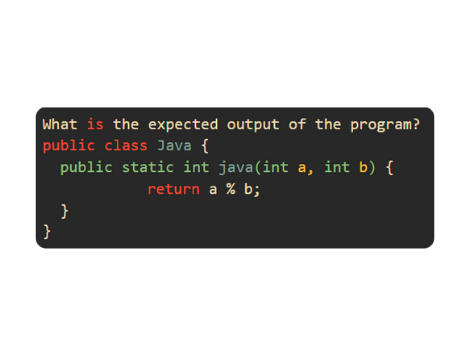 What is the expected output of the program?
public class Java {
  public static int java(int a, int b) {
            return a % b;
  }
}